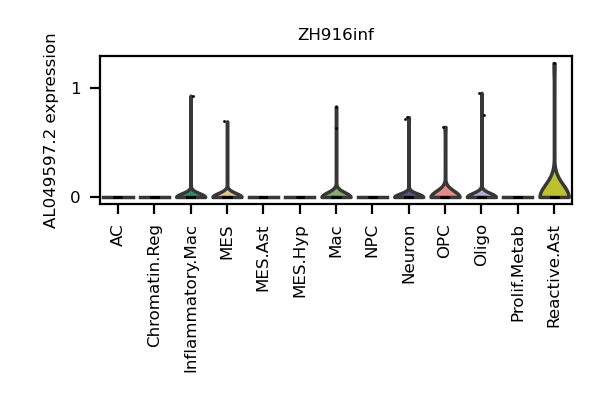 ZH916inf
AL049597.2 expression
1
0
AC
Chromatin.Reg
Inflammatory.Mac
MES
MES.Ast
MES.Hyp
Mac
NPC
Neuron
OPC
Oligo
Prolif.Metab
Reactive.Ast